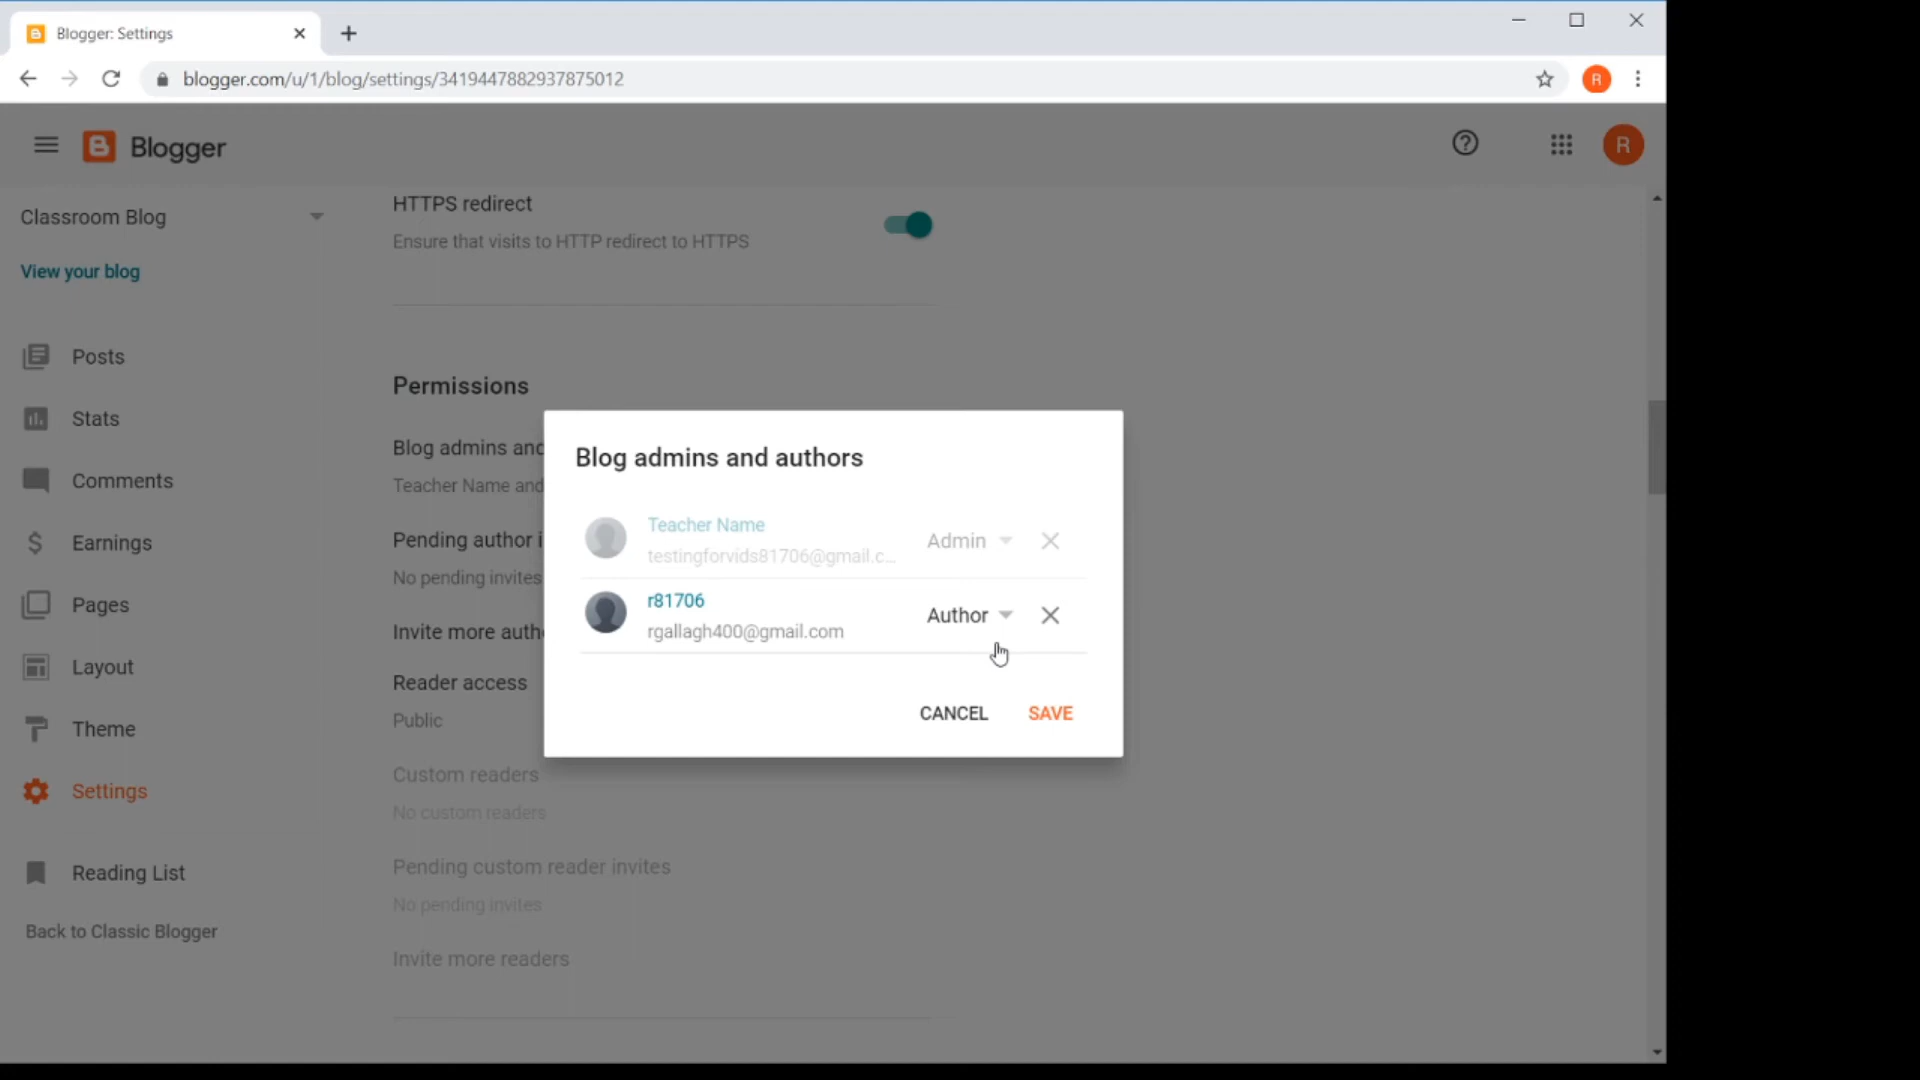 Blogger: Settings
blogger.com/u/1/blog/settings/3419447882937875012
R
Blogger
R
Classroom Blog
View your blog
Posts
Stats
Comments
Earnings
Pages
Layout
Theme
Settings
Reading List
Back to Classic Blogger
HTTPS redirect
Ensure that visits to HTTP redirect to HTTPS
Permissions
Blog admins and
Teacher Name and
Pending author i
No pending invites
Invite more autho
Reader access
Public
Custom readers
No custom readers
Pending custom reader invites
No pending invites
Invite more readers
Blog admins and authors
Teacher Name
testingforvids81706@gmail.c...
Admin
r81706
rgallagh400@gmail.com
Author
CANCEL
SAVE